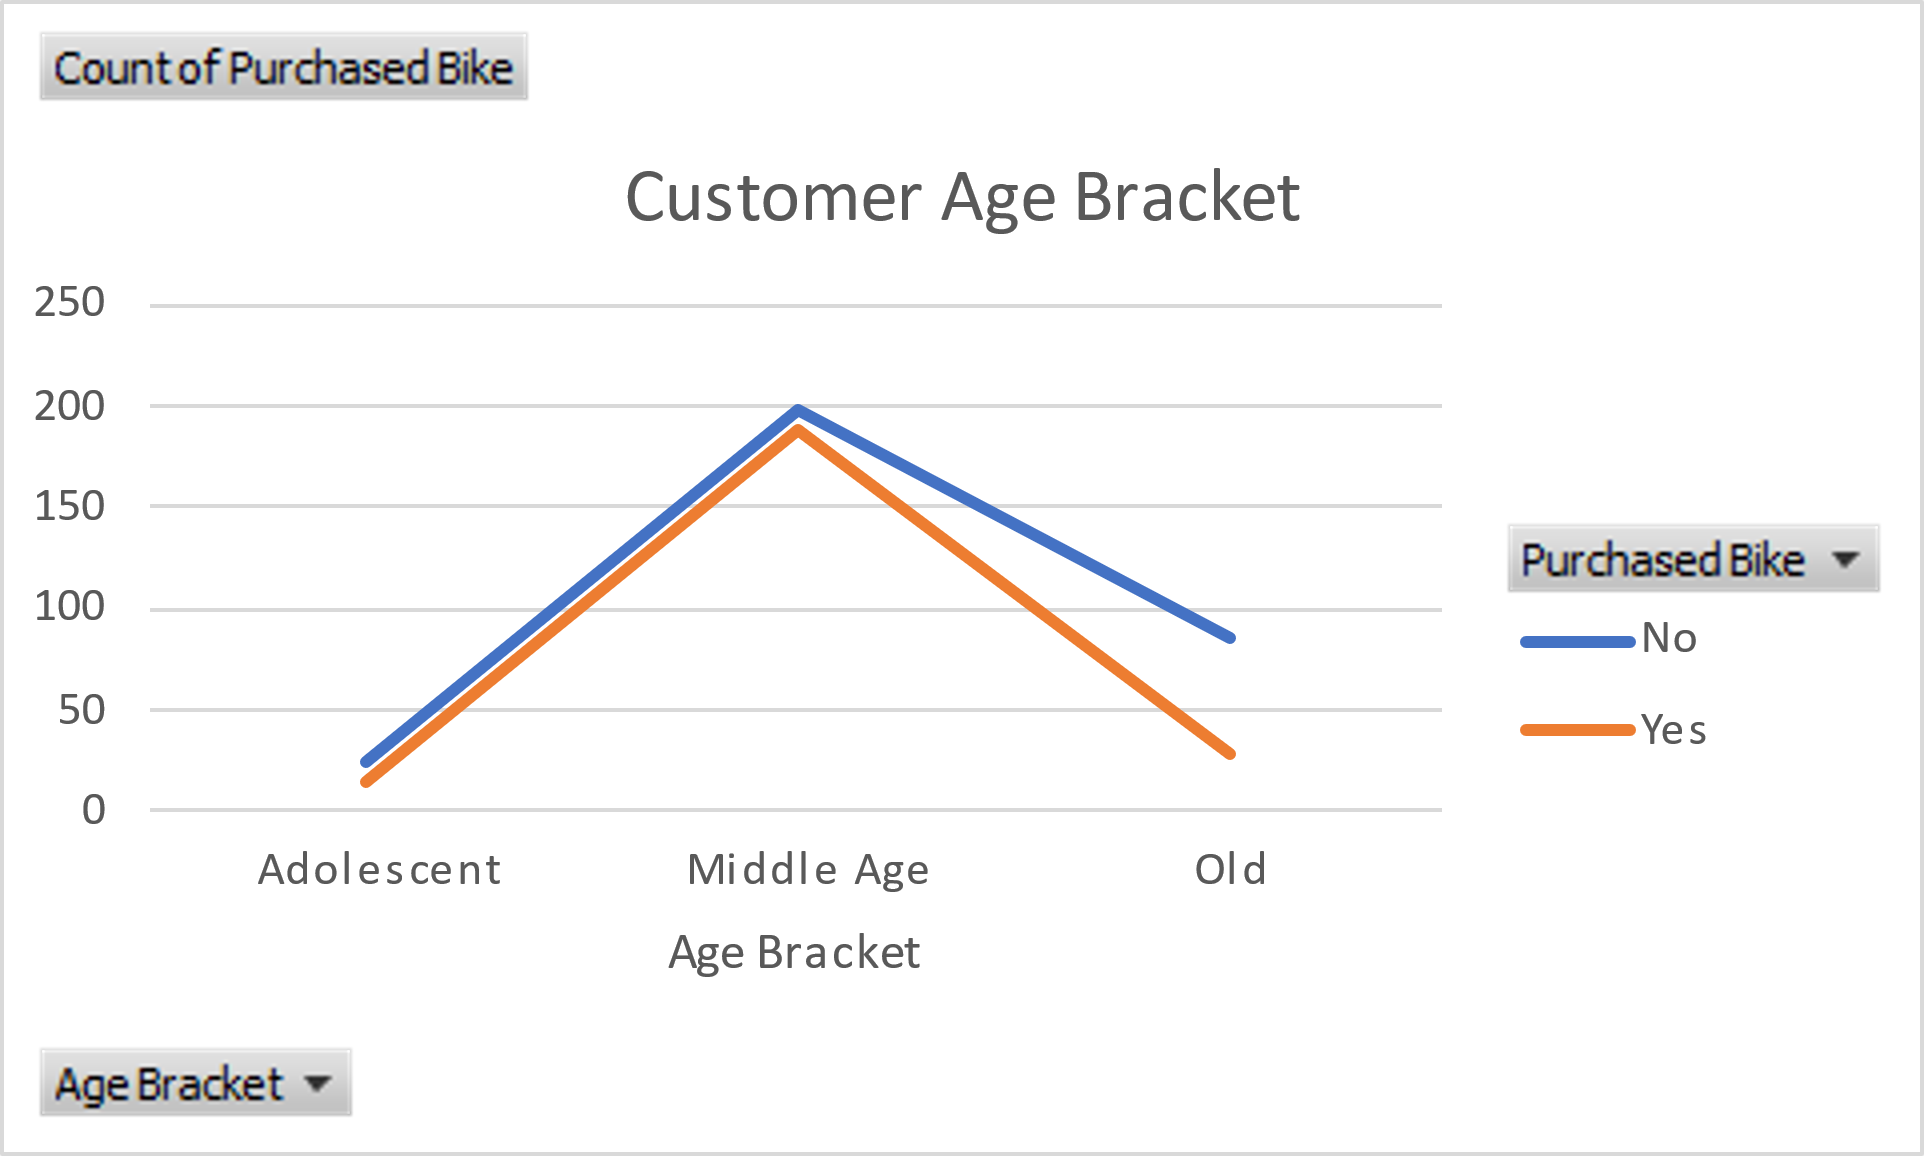 Count of Purchased Bike
Customer Age Bracket
250
200
150
100
50
0
Adolescent
Middle Age
Old
Age Bracket
Purchased Bike
No
Yes
Age Bracket